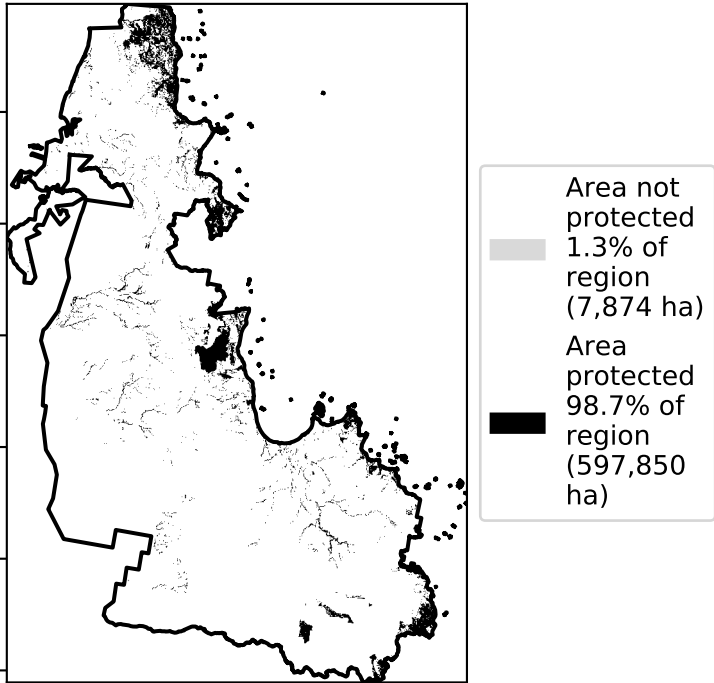 Area not
protected
1.3% of
region
(7,874 ha)
Area
protected
98.7% of
region
(597,850
ha)